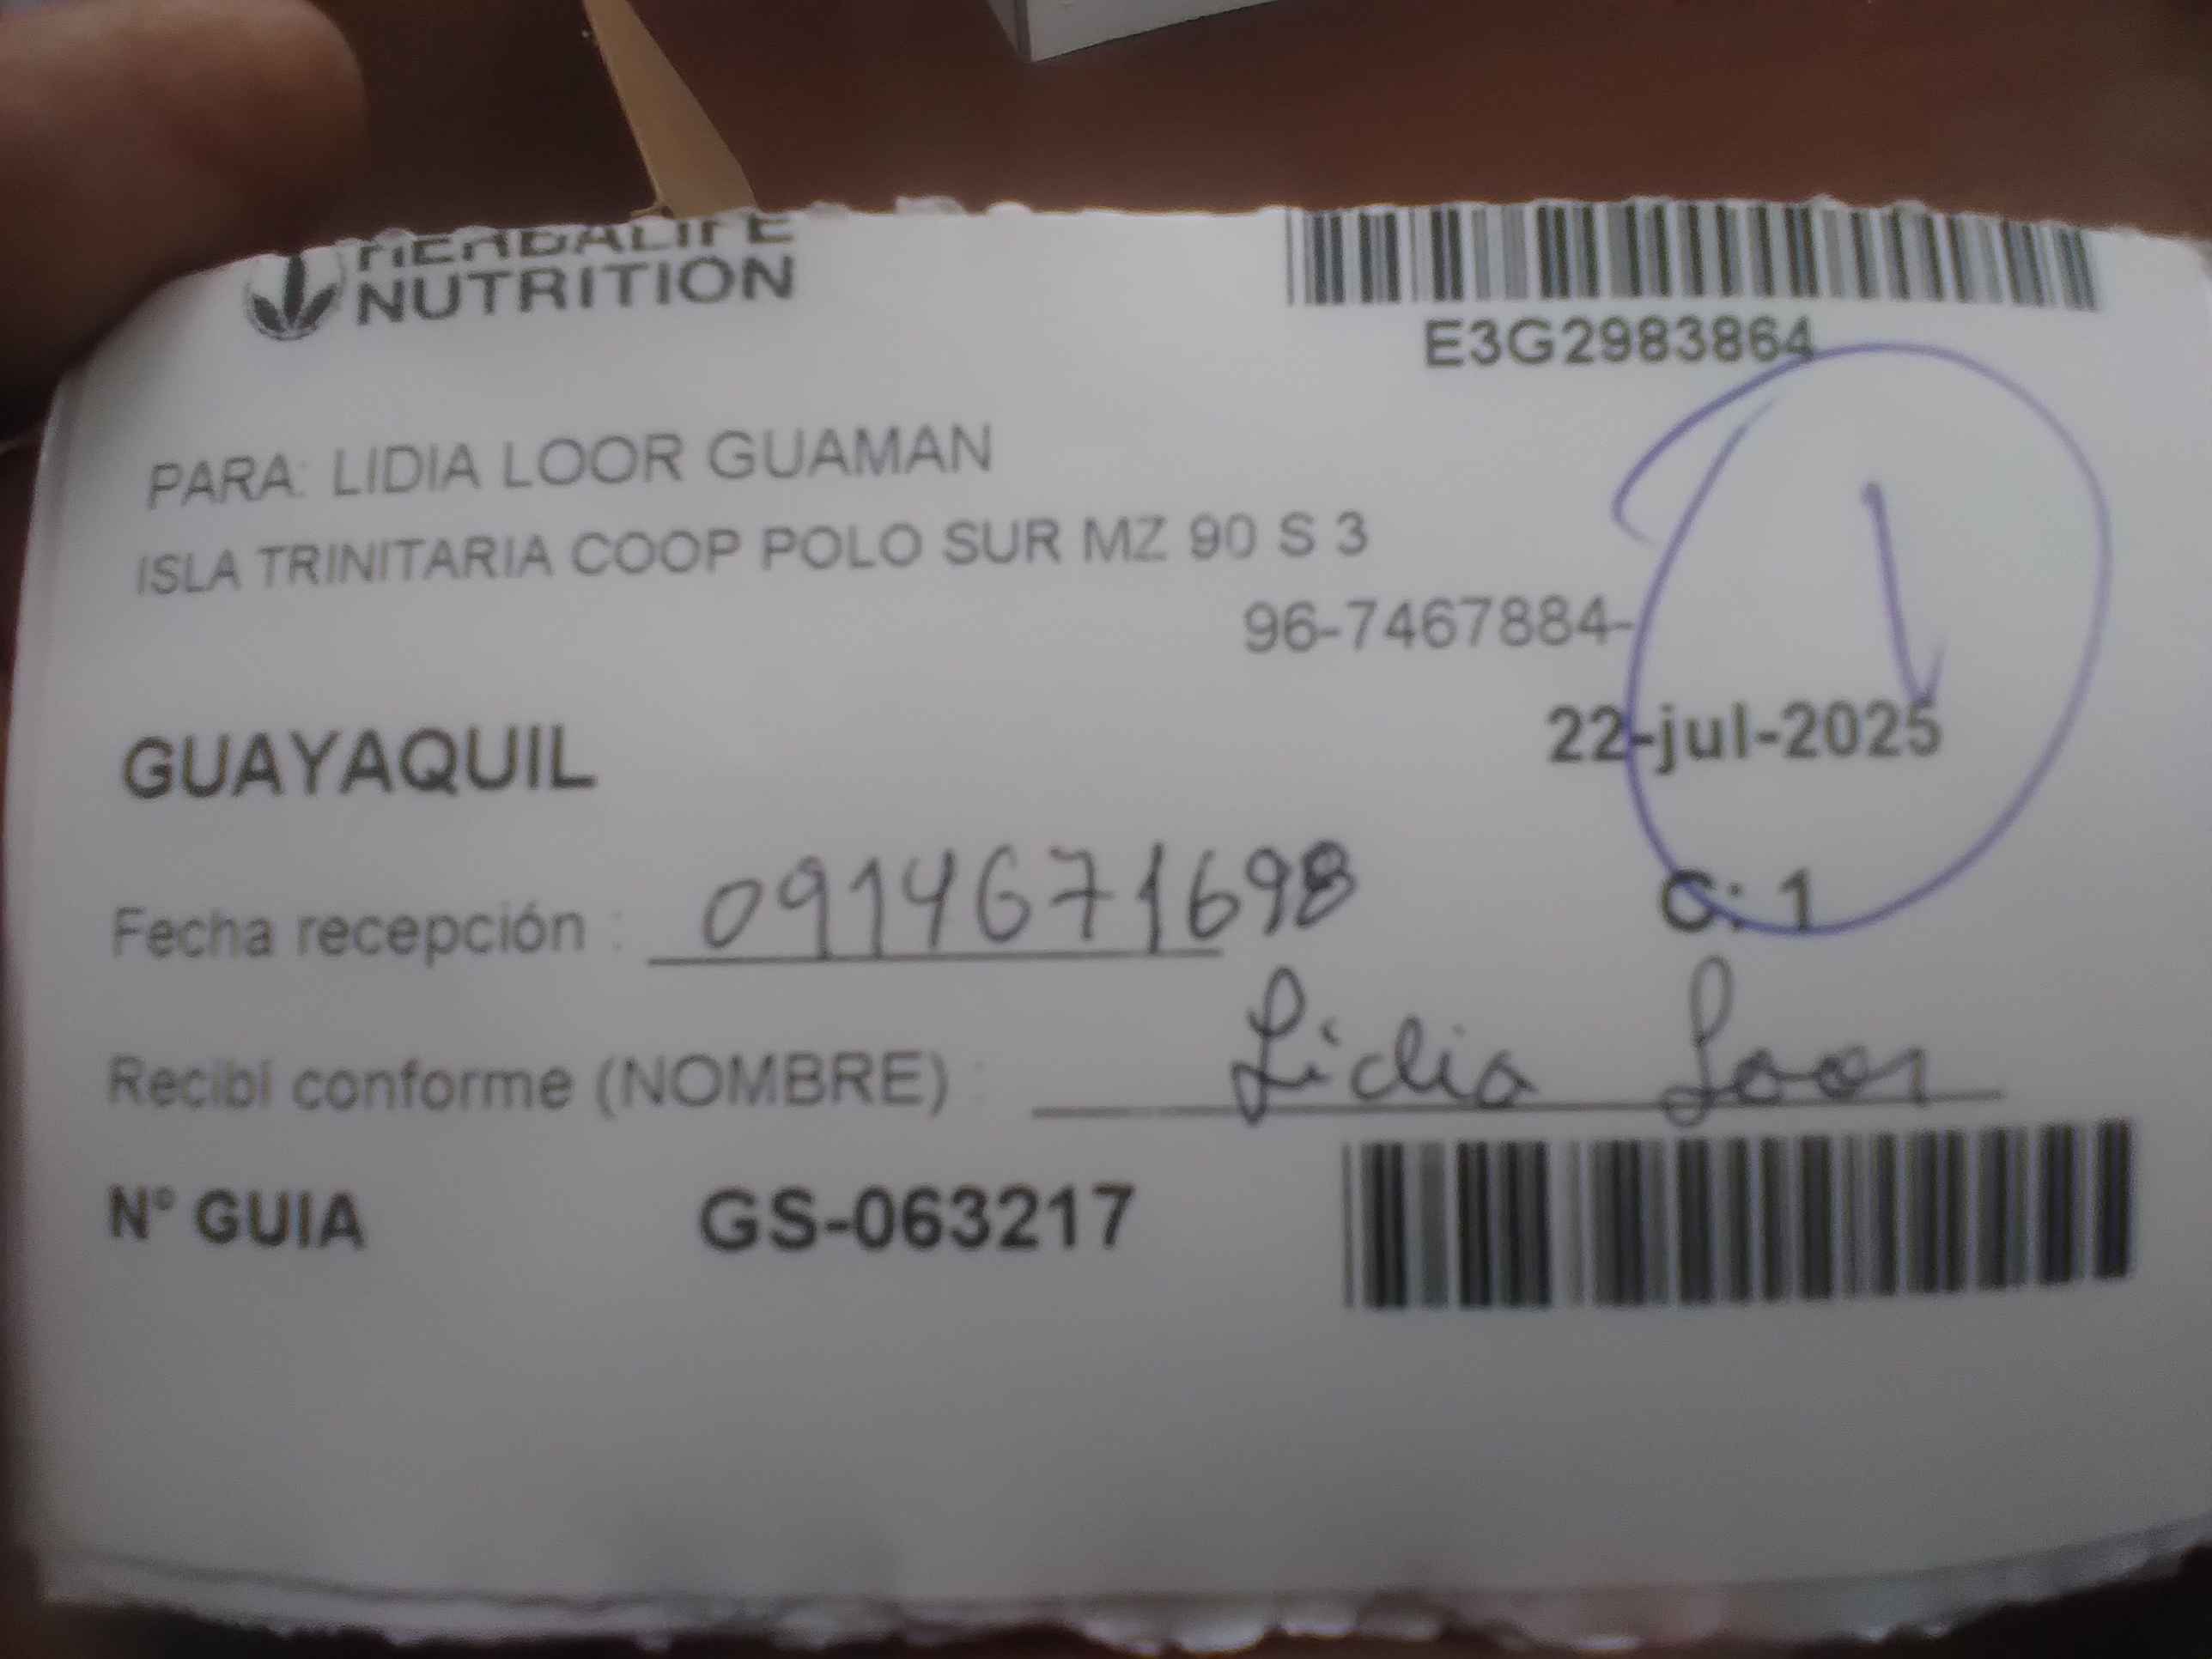 HERBALIFE
NUTRITION
E3G2983864
PARA: LIDIA LOOR GUAMAN
ISLA TRINITARIA COOP POLO SUR MZ 90 S 3
96-7467884-
1
GUAYAQUIL
22-jul-2025
Fecha recepción : 0914671698
C: 1
Recibí conforme (NOMBRE) : Lidia Loor
N° GUIA GS-063217